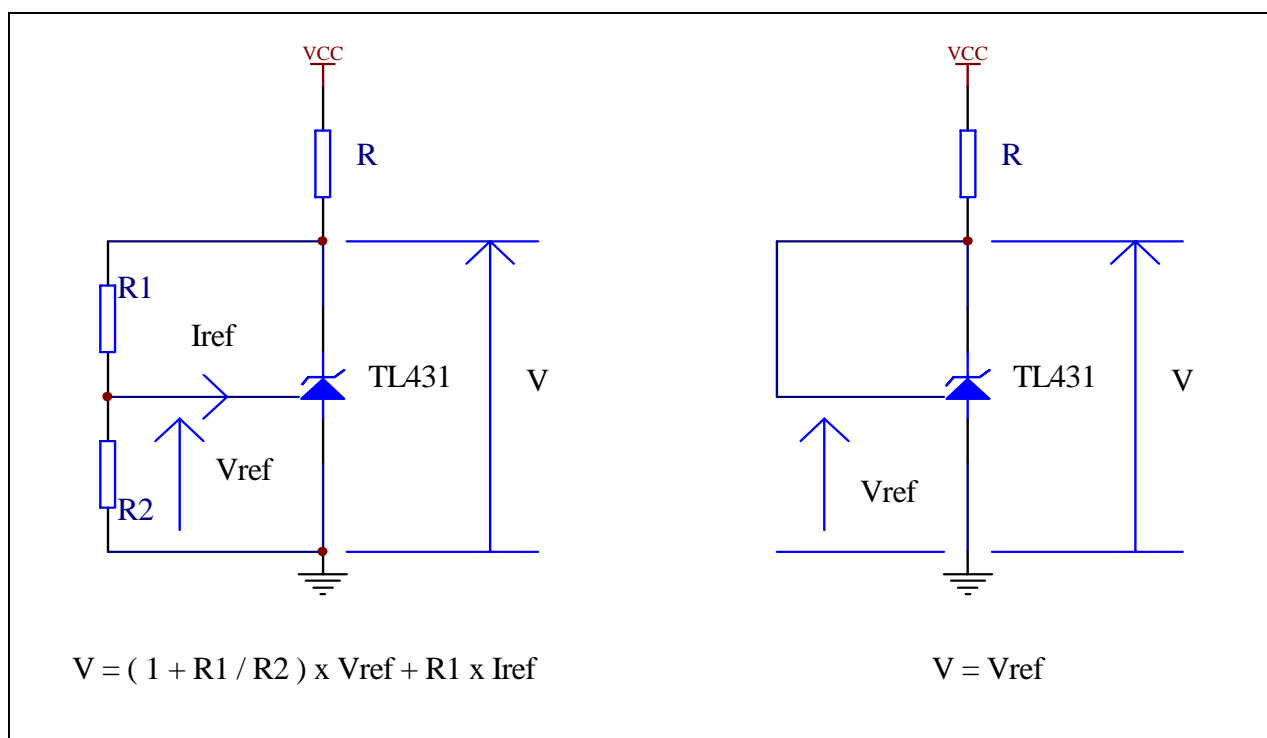 VCC
R
R1
Iref
TL431
V
Vref
R2
V = ( 1 + R1 / R2 ) x Vref + R1 x Iref
VCC
R
TL431
V
Vref
V = Vref